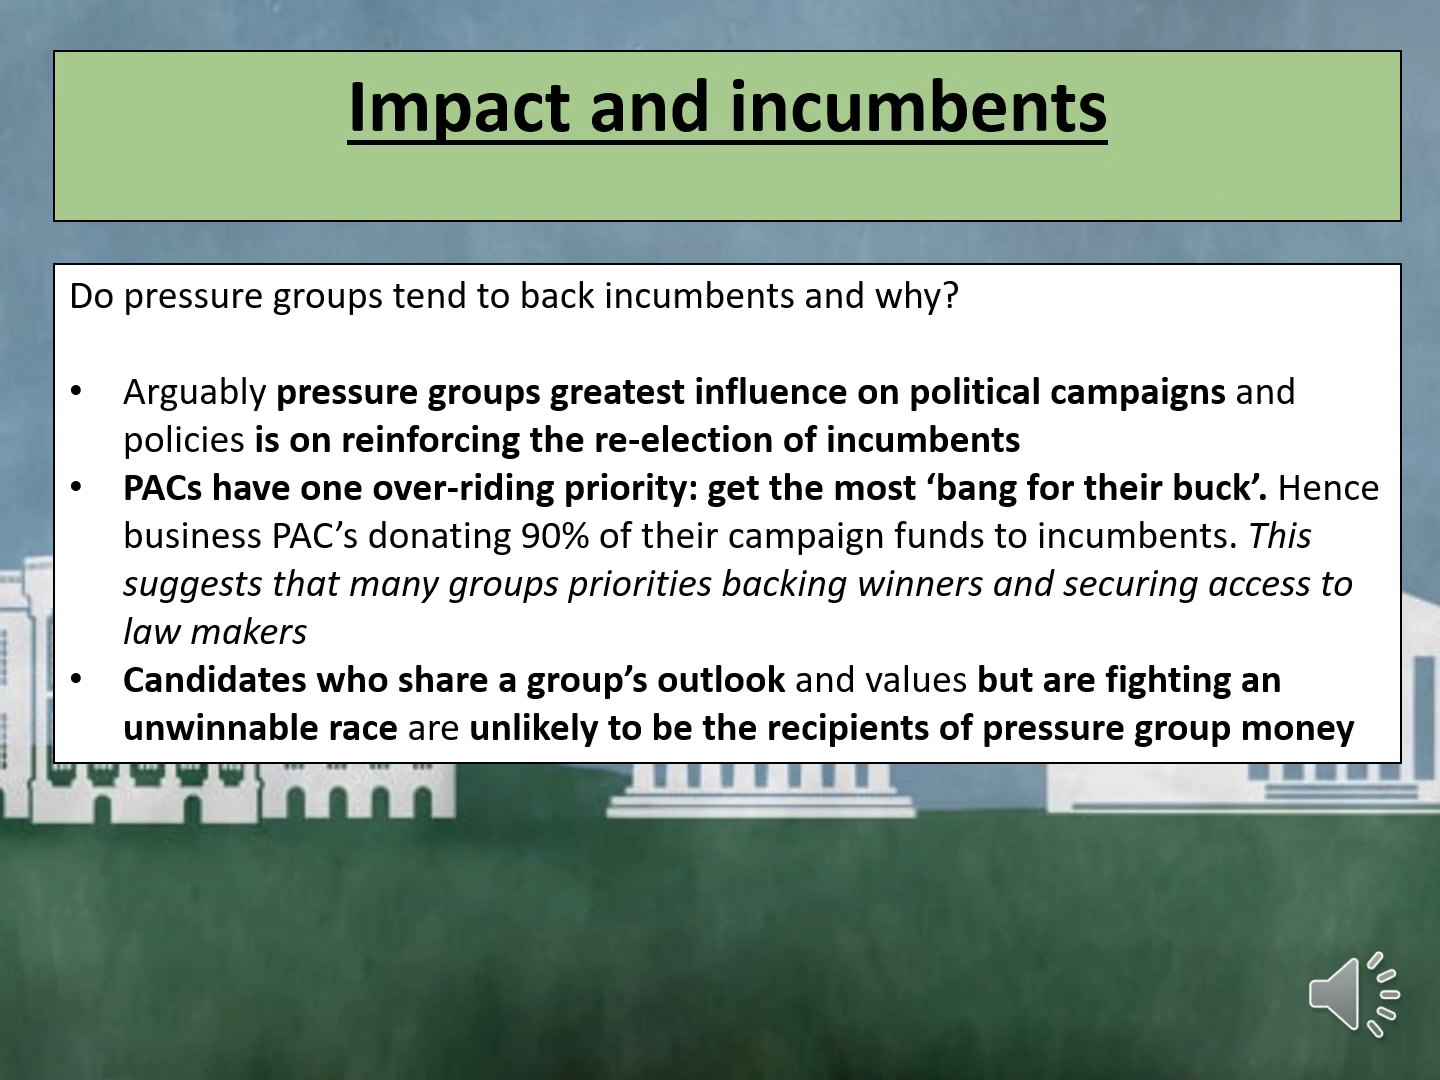 Impact and incumbents
Do pressure groups tend to back incumbents and why?
• Arguably pressure groups greatest influence on political campaigns and
policies is on reinforcing the re-election of incumbents
• PACs have one over-riding priority: get the most ‘bang for their buck’. Hence
business PAC’s donating 90% of their campaign funds to incumbents. This
suggests that many groups priorities backing winners and securing access to
law makers
• Candidates who share a group’s outlook and values but are fighting an
unwinnable race are unlikely to be the recipients of pressure group money